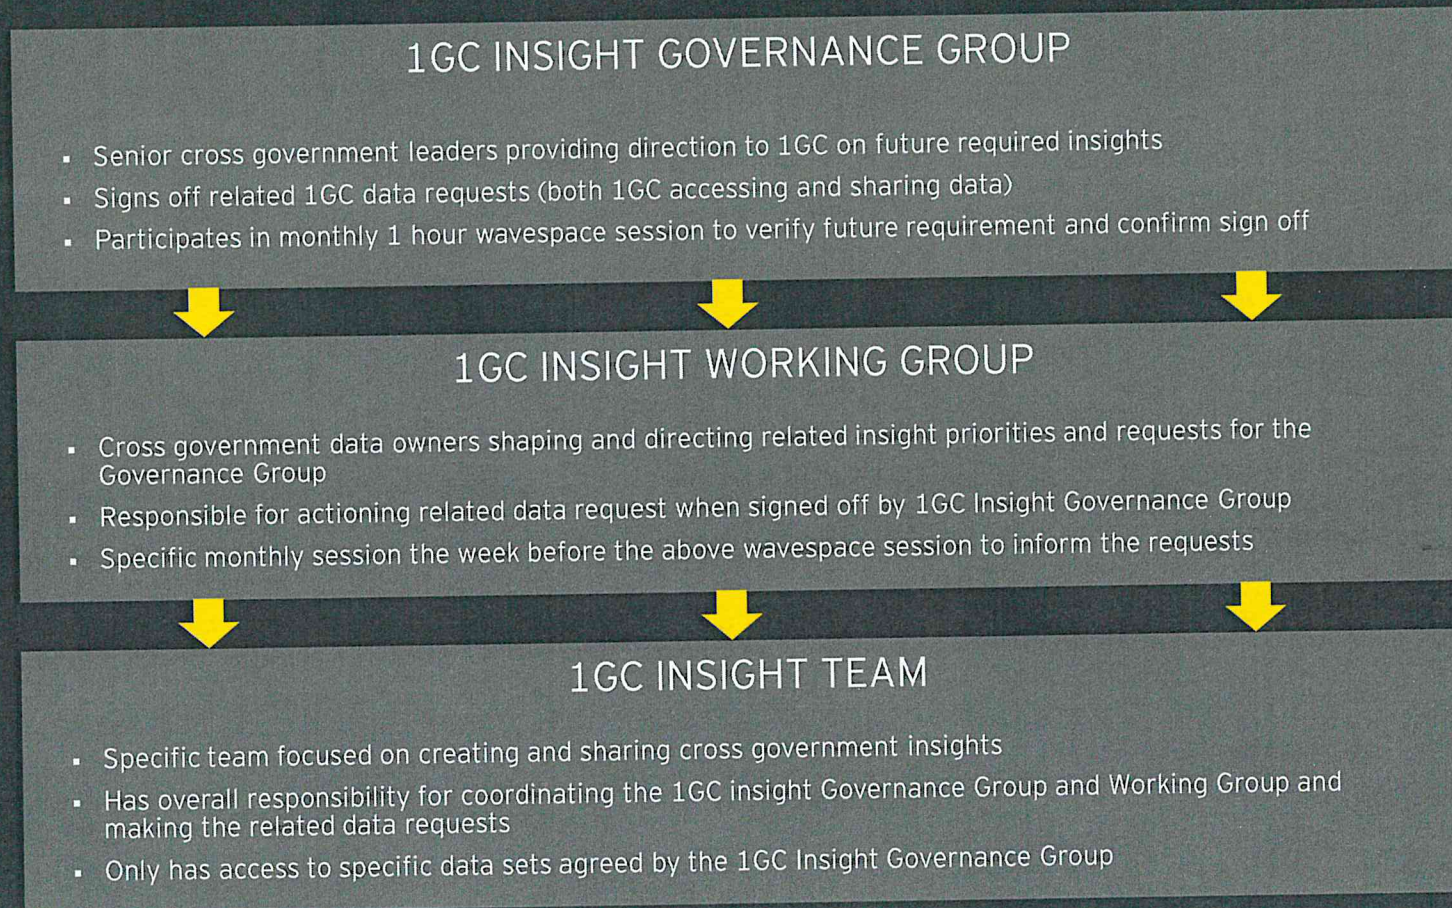 1GC INSIGHT GOVERNANCE GROUP
▪ Senior cross government leaders providing direction to 1GC on future required insights
▪ Signs off related 1GC data requests (both 1GC accessing and sharing data)
▪ Participates in monthly 1 hour wavespace session to verify future requirement and confirm sign off
1GC INSIGHT WORKING GROUP
▪ Cross government data owners shaping and directing related insight priorities and requests for the
Governance Group
▪ Responsible for actioning related data request when signed off by 1GC Insight Governance Group
▪ Specific monthly session the week before the above wavespace session to inform the requests
1GC INSIGHT TEAM
▪ Specific team focused on creating and sharing cross government insights
▪ Has overall responsibility for coordinating the 1GC insight Governance Group and Working Group and
making the related data requests
▪ Only has access to specific data sets agreed by the 1GC Insight Governance Group